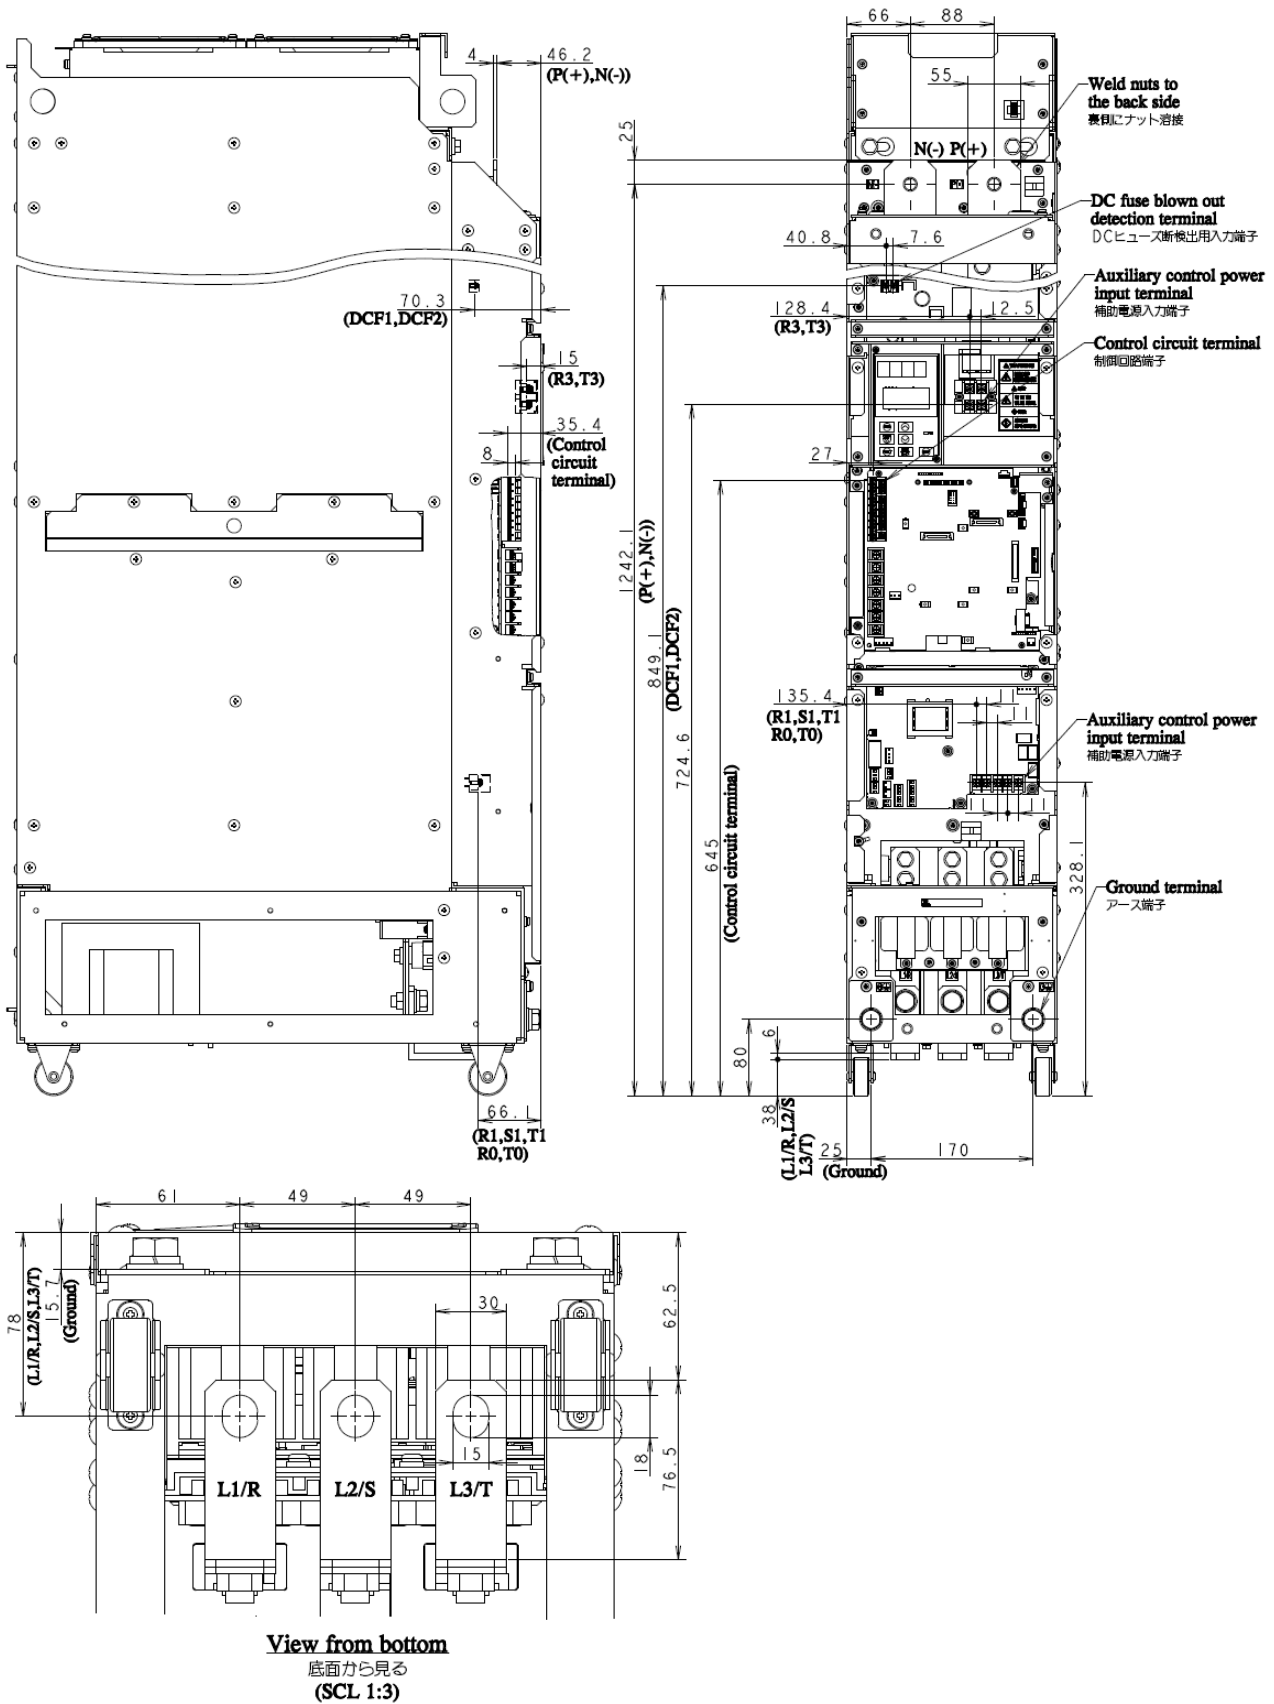 4
46.2
(P(+),N(-))
66
88
55
25
Weld nuts to
the back side
裏側にナット溶接
N(-) P(+)
DC fuse blown out
detection terminal
DCヒューズ断検出用入力端子
40.8
7.6
70.3
(DCF1,DCF2)
128.4
(R3,T3)
12.5
Auxiliary control power
input terminal
補助電源入力端子
Control circuit terminal
制御回路端子
15
(R3,T3)
35.4
(Control
circuit
terminal)
8
27
1242.1
(P(+),N(-))
849.1
(DCF1,DCF2)
724.6
645
(Control circuit terminal)
135.4
(R1,S1,T1
R0,T0)
11
11
11
Auxiliary control power
input terminal
補助電源入力端子
328.1
Ground terminal
アース端子
80
6
38
(L1/R,L2/S
L3/T)
25
(Ground)
170
66.1
(R1,S1,T1
R0,T0)
61
49
49
78
(L1/R,L2/S,L3/T)
15.7
(Ground)
30
62.5
15
18
76.5
L1/R
L2/S
L3/T
View from bottom
底面から見る
(SCL 1:3)